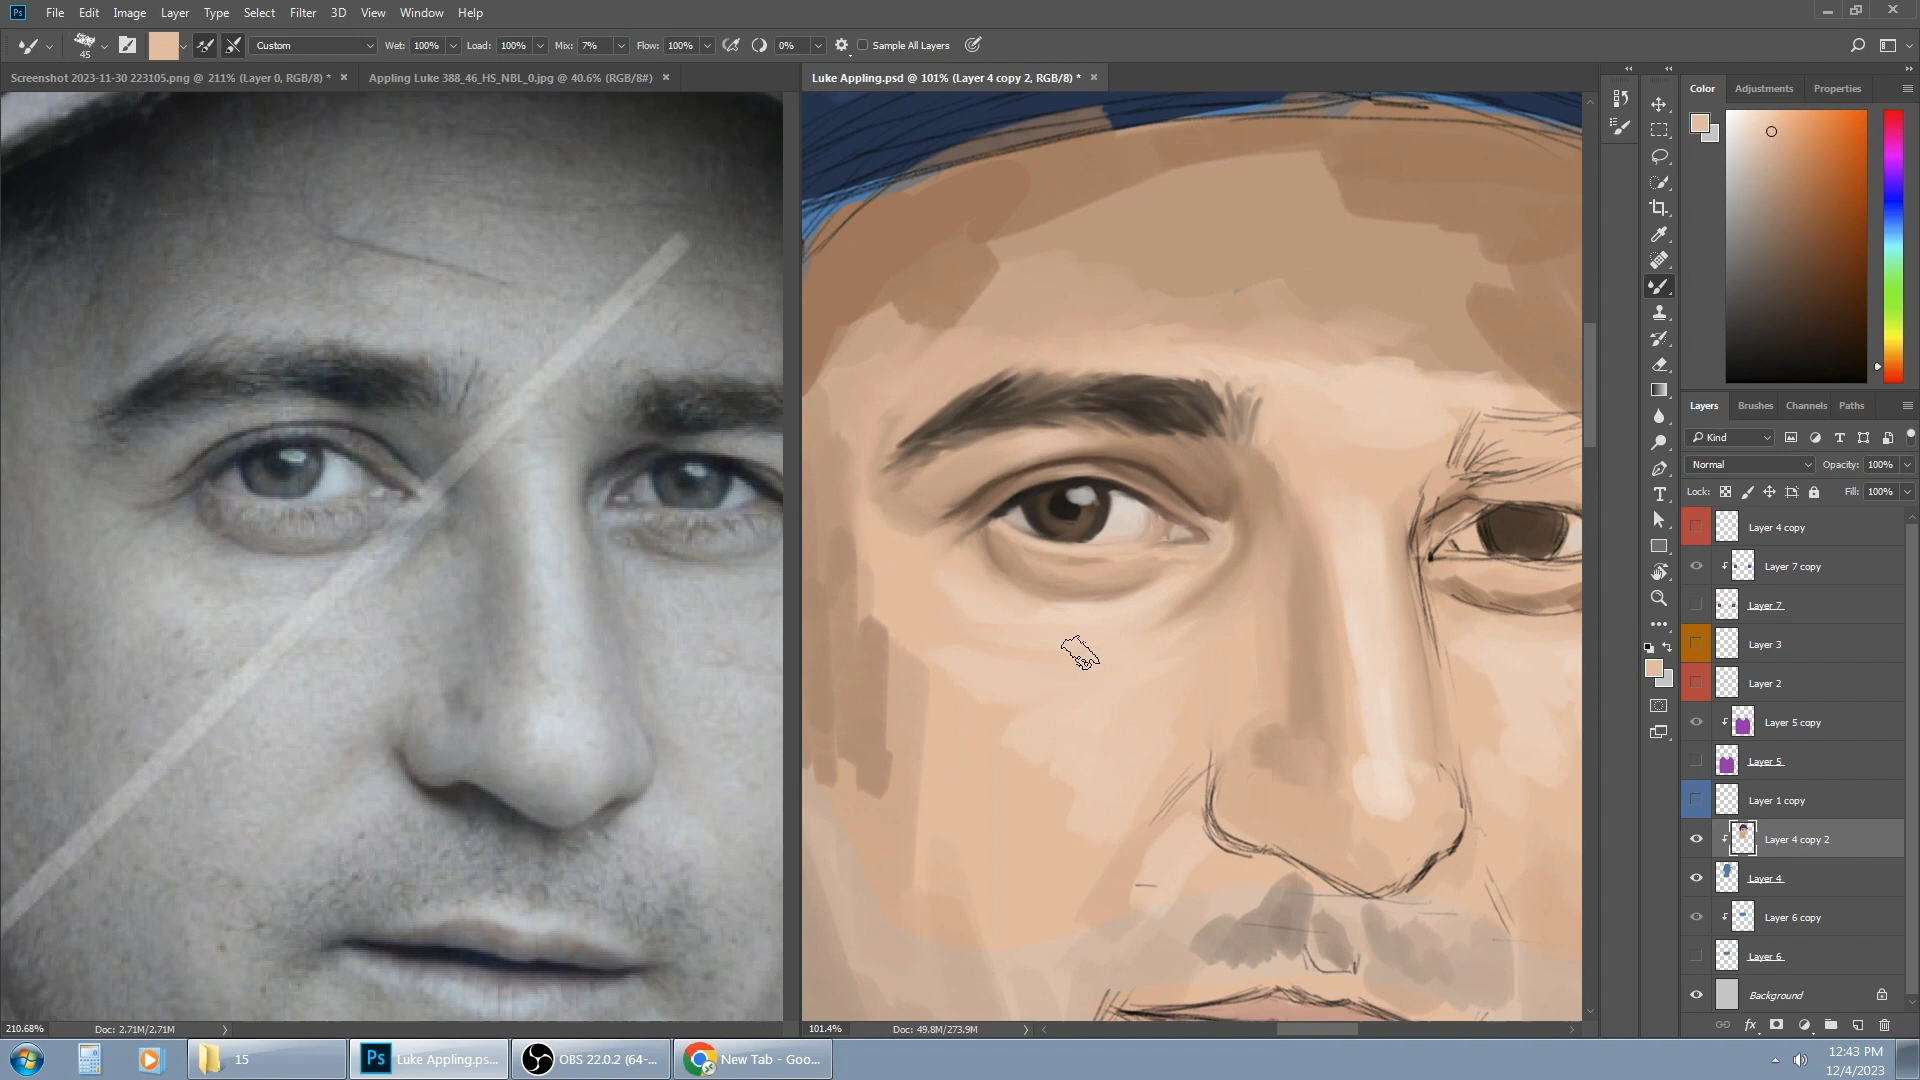 Ps File Edit Image Layer Type Select Filter 3D View Window Help
45 Custom Wet: 100% Load: 100% Mix: 7% Flow: 100% 0% Sample All Layers
Screenshot 2023-11-30 223105.png @ 211% (Layer 0, RGB/8) * × Appling Luke 388_46_HS_NBL_0.jpg @ 40.6% (RGB/8#) × Luke Appling.psd @ 101% (Layer 4 copy 2, RGB/8) * ×
Color Adjustments Properties
Layers Brushes Channels Paths
Kind
Normal Opacity: 100%
Lock: Fill: 100%
Layer 4 copy
Layer 7 copy
Layer 7
Layer 3
Layer 2
Layer 5 copy
Layer 5
Layer 1 copy
Layer 4 copy 2
Layer 4
Layer 6 copy
Layer 6
Background
fx
210.68% Doc: 2.71M/2.71M 101.4% Doc: 49.8M/273.9M
15 Ps Luke Appling.ps... OBS 22.0.2 (64-... New Tab - Goo...
12:43 PM
12/4/2023